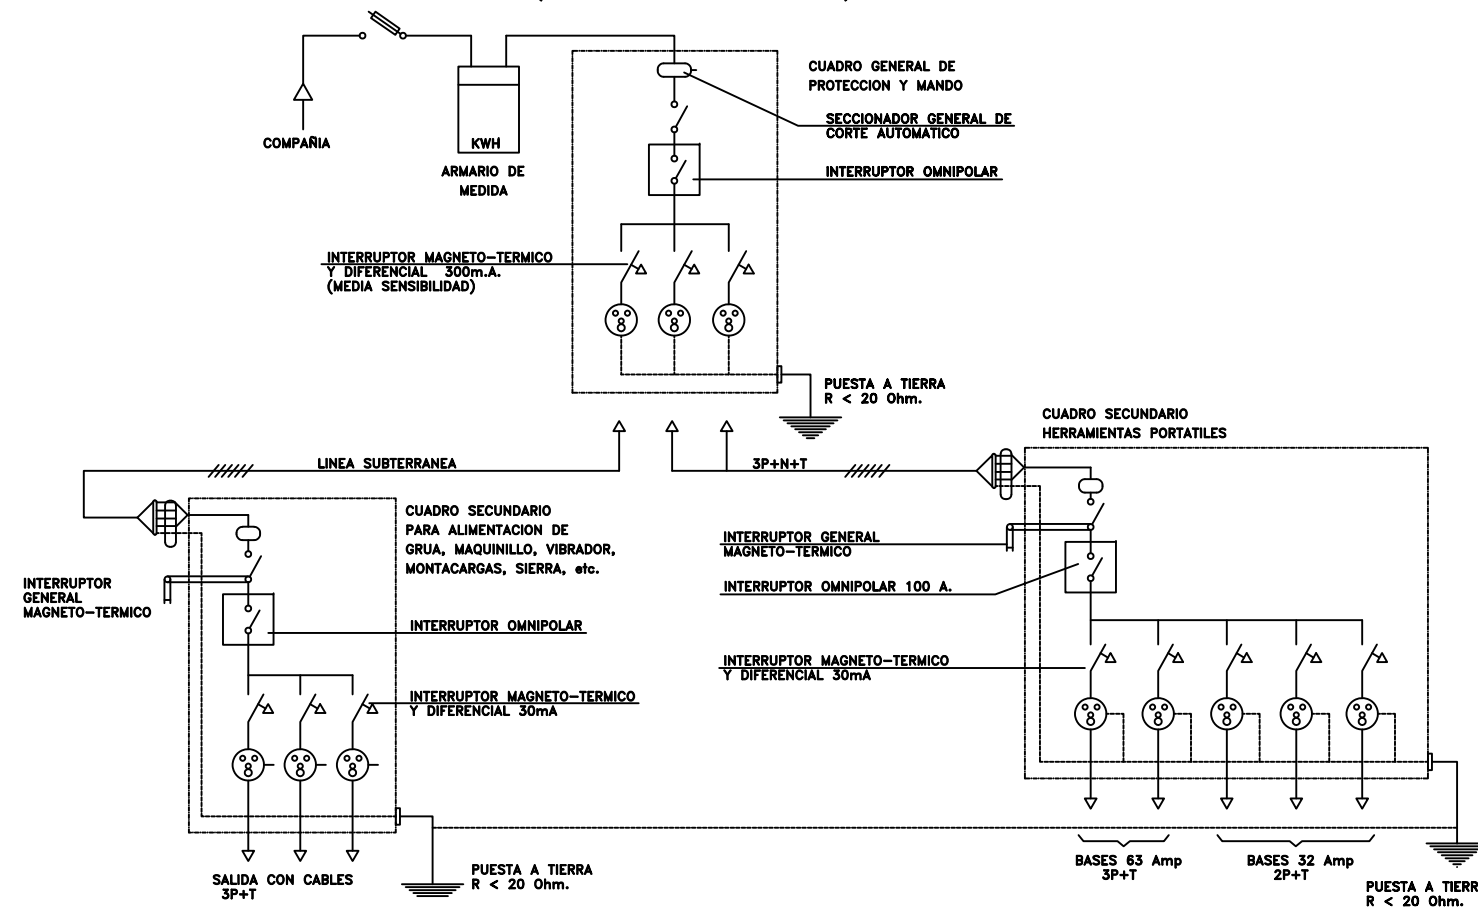 CUADRO GENERAL DE
PROTECCION Y MANDO
SECCIONADOR GENERAL DE
CORTE AUTOMATICO
COMPAÑIA
KWH
ARMARIO DE
MEDIDA
INTERRUPTOR OMNIPOLAR
INTERRUPTOR MAGNETO-TERMICO
Y DIFERENCIAL 300m.A.
(MEDIA SENSIBILIDAD)
PUESTA A TIERRA
R < 20 Ohm.
CUADRO SECUNDARIO
HERRAMIENTAS PORTATILES
LINEA SUBTERRANEA
3P+N+T
CUADRO SECUNDARIO
PARA ALIMENTACION DE
GRUA, MAQUINILLO, VIBRADOR,
MONTACARGAS, SIERRA, etc.
INTERRUPTOR GENERAL
MAGNETO-TERMICO
INTERRUPTOR
GENERAL
MAGNETO-TERMICO
INTERRUPTOR OMNIPOLAR 100 A.
INTERRUPTOR OMNIPOLAR
INTERRUPTOR MAGNETO-TERMICO
Y DIFERENCIAL 30mA
INTERRUPTOR MAGNETO-TERMICO
Y DIFERENCIAL 30mA
SALIDA CON CABLES
3P+T
PUESTA A TIERRA
R < 20 Ohm.
BASES 63 Amp
3P+T
BASES 32 Amp
2P+T
PUESTA A TIERR
R < 20 Ohm.